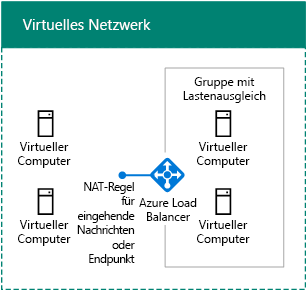 Virtuelles Netzwerk
Gruppe mit
Lastenausgleich
Virtueller
Computer
Virtueller
Computer
Virtueller
Computer
Virtueller
Computer
NAT-Regel
für
eingehende
Nachrichten
oder
Endpunkt
Azure Load
Balancer